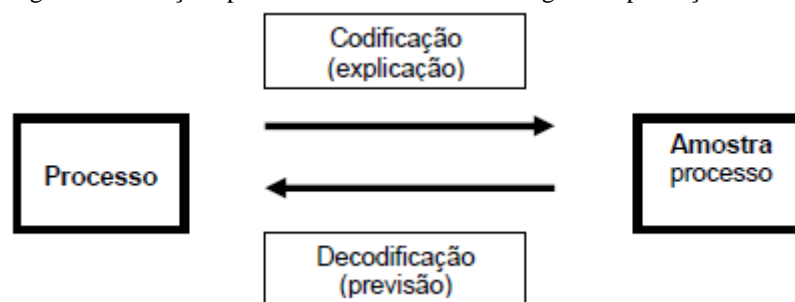 Codificação
(explicação)
Processo
Amostra
processo
Decodificação
(previsão)